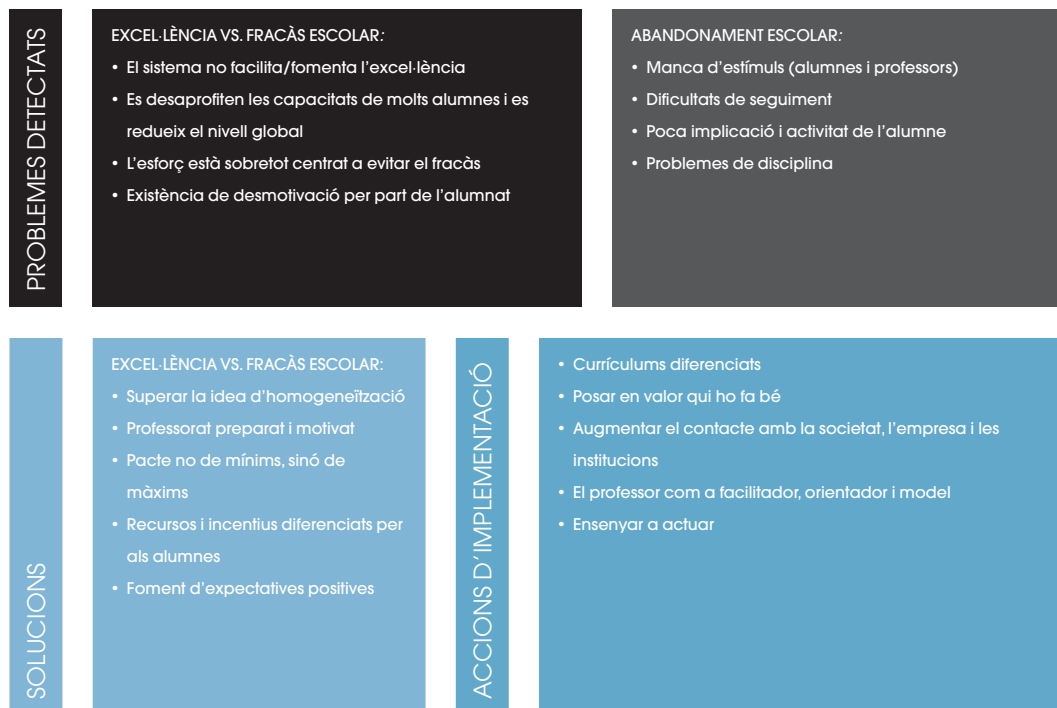 PROBLEMES DETECTATS
EXCEL·LÈNCIA VS. FRACÀS ESCOLAR:
• El sistema no facilita/fomenta l’excel·lència
• Es desaprofiten les capacitats de molts alumnes i es
redueix el nivell global
• L’esforç està sobretot centrat a evitar el fracàs
• Existència de desmotivació per part de l’alumnat
ABANDONAMENT ESCOLAR:
• Manca d’estímuls (alumnes i professors)
• Dificultats de seguiment
• Poca implicació i activitat de l’alumne
• Problemes de disciplina
SOLUCIONS
EXCEL·LÈNCIA VS. FRACÀS ESCOLAR:
• Superar la idea d’homogeneïtzació
• Professorat preparat i motivat
• Pacte no de mínims, sinó de
màxims
• Recursos i incentius diferenciats per
als alumnes
• Foment d’expectatives positives
ACCIONS D’IMPLEMENTACIÓ
• Currículums diferenciats
• Posar en valor qui ho fa bé
• Augmentar el contacte amb la societat, l’empresa i les
institucions
• El professor com a facilitador, orientador i model
• Ensenyar a actuar